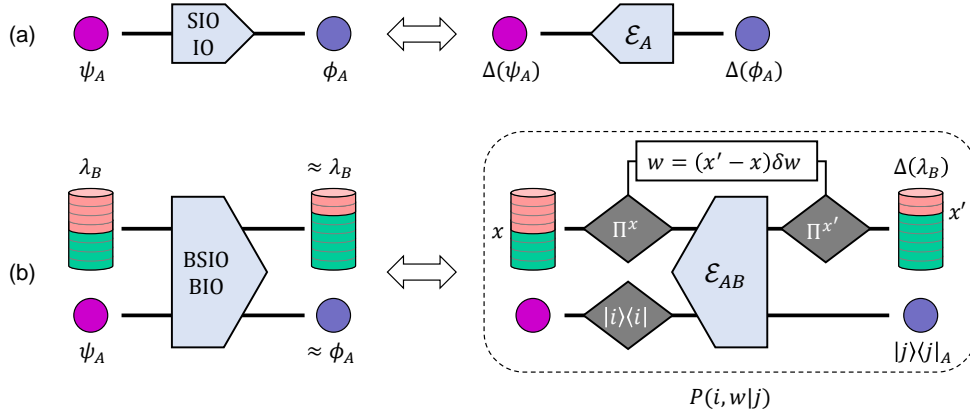 (a)
SIO
IO
ψ_A
ϕ_A
ℰ_A
Δ(ψ_A)
Δ(ϕ_A)
(b)
λ_B
≈ λ_B
BSIO
BIO
ψ_A
≈ ϕ_A
w = (x′ − x)δw
Δ(λ_B)
x
Π^x
Π^x′
x′
ℰ_AB
|i⟩⟨i|
|j⟩⟨j|_A
P(i, w|j)